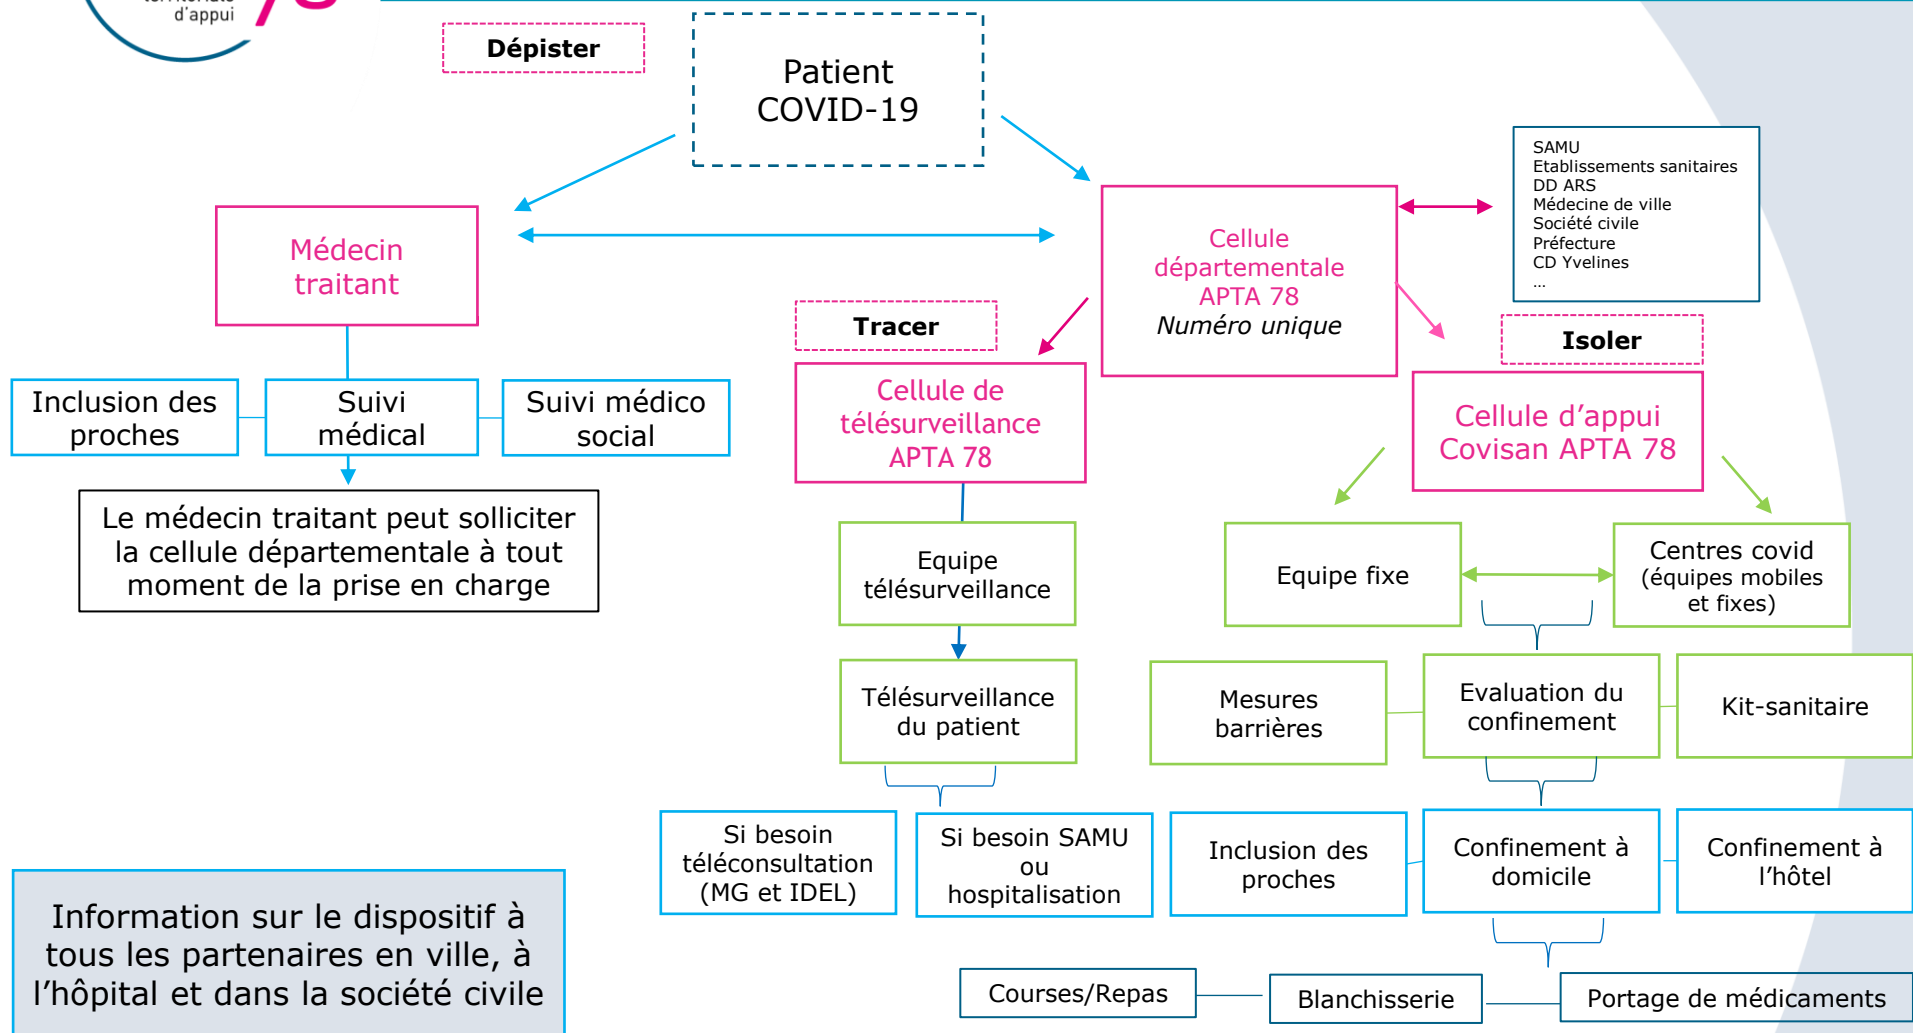 d'appui
Dépister
Patient
COVID-19
SAMU
Etablissements sanitaires
DD ARS
Médecine de ville
Société civile
Préfecture
CD Yvelines
...
Médecin
traitant
Cellule
départementale
APTA 78
Numéro unique
Tracer
Isoler
Inclusion des
proches
Suivi
médical
Suivi médico
social
Cellule de
télésurveillance
APTA 78
Cellule d'appui
Covisan APTA 78
Le médecin traitant peut solliciter
la cellule départementale à tout
moment de la prise en charge
Equipe
télésurveillance
Equipe fixe
Centres covid
(équipes mobiles
et fixes)
Télésurveillance
du patient
Mesures
barrières
Evaluation du
confinement
Kit-sanitaire
Si besoin
téléconsultation
(MG et IDEL)
Si besoin SAMU
ou
hospitalisation
Inclusion des
proches
Confinement à
domicile
Confinement à
l'hôtel
Information sur le dispositif à
tous les partenaires en ville, à
l'hôpital et dans la société civile
Courses/Repas
Blanchisserie
Portage de médicaments